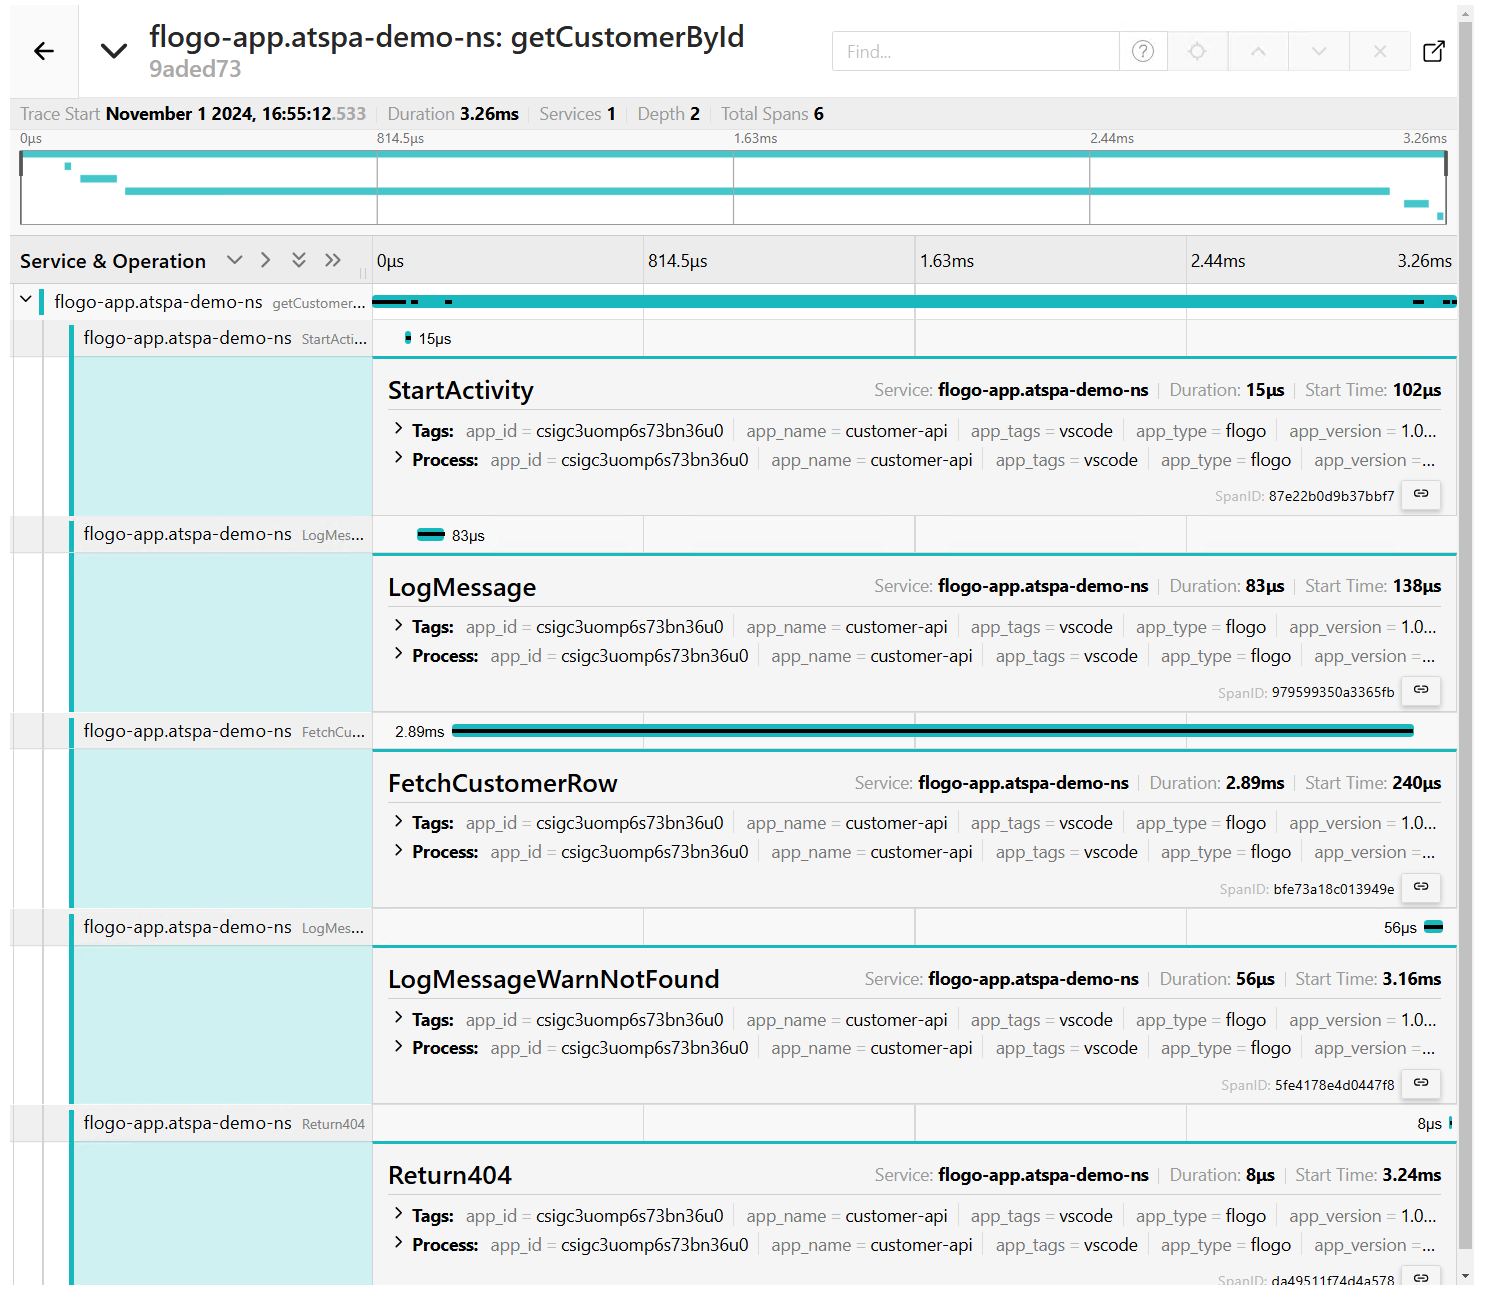 flogo-app.atspa-demo-ns: getCustomerById
9aded73
Find...
Trace Start November 1 2024, 16:55:12.533 Duration 3.26ms Services 1 Depth 2 Total Spans 6
0μs 814.5μs 1.63ms 2.44ms 3.26ms
Service & Operation 0μs 814.5μs 1.63ms 2.44ms 3.26ms
flogo-app.atspa-demo-ns getCustomer...
flogo-app.atspa-demo-ns StartActi... 15μs
StartActivity Service: flogo-app.atspa-demo-ns Duration: 15μs Start Time: 102μs
Tags: app_id = csigc3uomp6s73bn36u0 app_name = customer-api app_tags = vscode app_type = flogo app_version = 1.0...
Process: app_id = csigc3uomp6s73bn36u0 app_name = customer-api app_tags = vscode app_type = flogo app_version =...
SpanID: 87e22b0d9b37bbf7
flogo-app.atspa-demo-ns LogMes... 83μs
LogMessage Service: flogo-app.atspa-demo-ns Duration: 83μs Start Time: 138μs
Tags: app_id = csigc3uomp6s73bn36u0 app_name = customer-api app_tags = vscode app_type = flogo app_version = 1.0...
Process: app_id = csigc3uomp6s73bn36u0 app_name = customer-api app_tags = vscode app_type = flogo app_version =...
SpanID: 979599350a3365fb
flogo-app.atspa-demo-ns FetchCu... 2.89ms
FetchCustomerRow Service: flogo-app.atspa-demo-ns Duration: 2.89ms Start Time: 240μs
Tags: app_id = csigc3uomp6s73bn36u0 app_name = customer-api app_tags = vscode app_type = flogo app_version = 1.0...
Process: app_id = csigc3uomp6s73bn36u0 app_name = customer-api app_tags = vscode app_type = flogo app_version =...
SpanID: bfe73a18c013949e
flogo-app.atspa-demo-ns LogMes... 56μs
LogMessageWarnNotFound Service: flogo-app.atspa-demo-ns Duration: 56μs Start Time: 3.16ms
Tags: app_id = csigc3uomp6s73bn36u0 app_name = customer-api app_tags = vscode app_type = flogo app_version = 1.0...
Process: app_id = csigc3uomp6s73bn36u0 app_name = customer-api app_tags = vscode app_type = flogo app_version =...
SpanID: 5fe4178e4d0447f8
flogo-app.atspa-demo-ns Return404 8μs
Return404 Service: flogo-app.atspa-demo-ns Duration: 8μs Start Time: 3.24ms
Tags: app_id = csigc3uomp6s73bn36u0 app_name = customer-api app_tags = vscode app_type = flogo app_version = 1.0...
Process: app_id = csigc3uomp6s73bn36u0 app_name = customer-api app_tags = vscode app_type = flogo app_version =...
SpanID: da49511f74d4a578